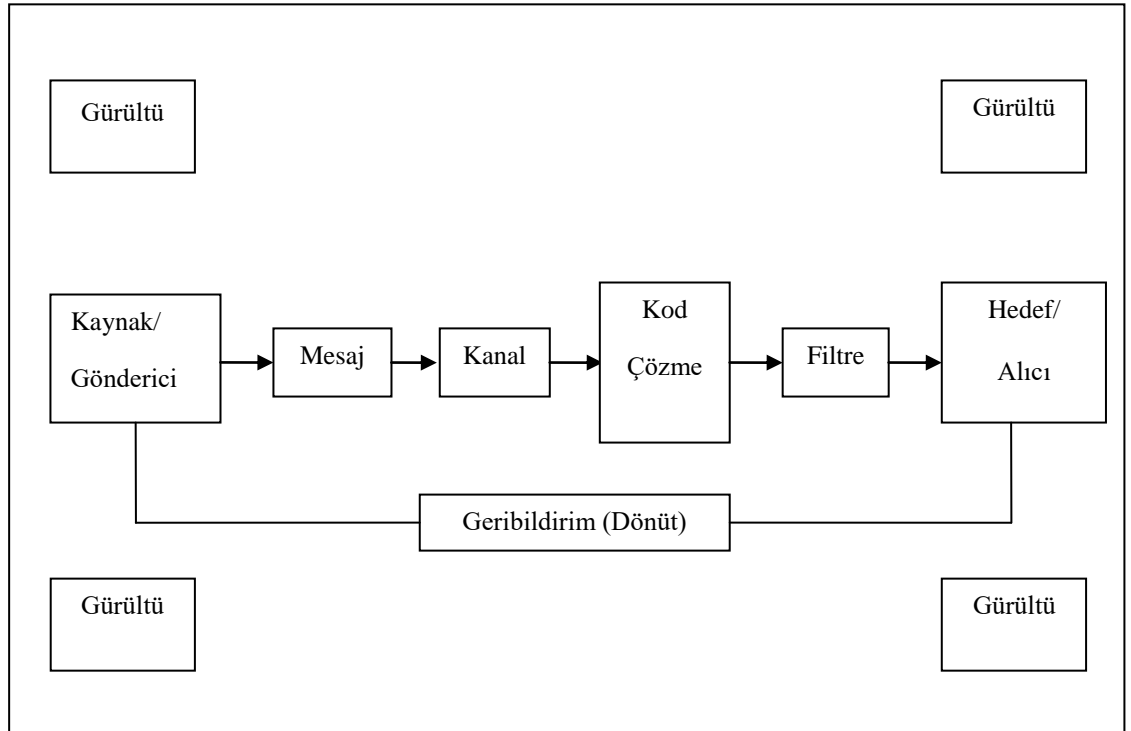 Gürültü
Gürültü
Kaynak/
Gönderici
Mesaj
Kanal
Kod
Çözme
Filtre
Hedef/
Alıcı
Geribildirim (Dönüt)
Gürültü
Gürültü